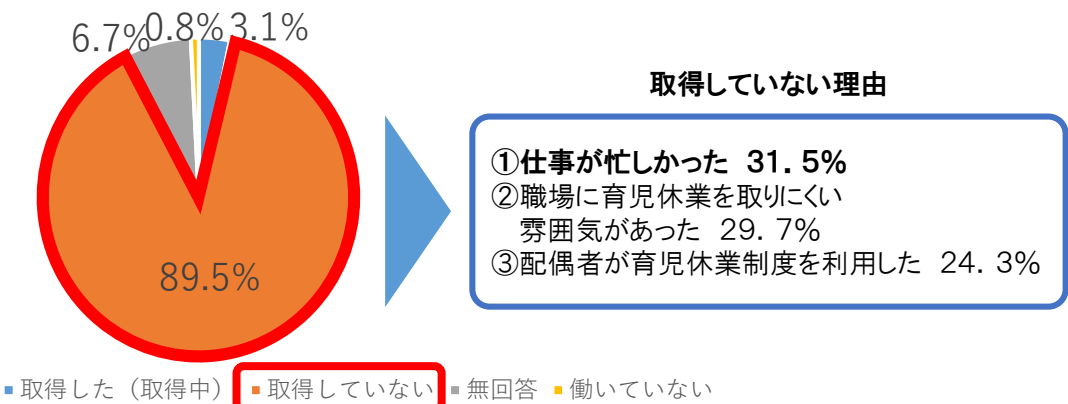 6.7%
0.8%
3.1%
89.5%
取得していない理由
①仕事が忙しかった 31.5%
②職場に育児休業を取りにくい
雰囲気があった 29.7%
③配偶者が育児休業制度を利用した 24.3%
取得した（取得中） 取得していない 無回答 働いていない